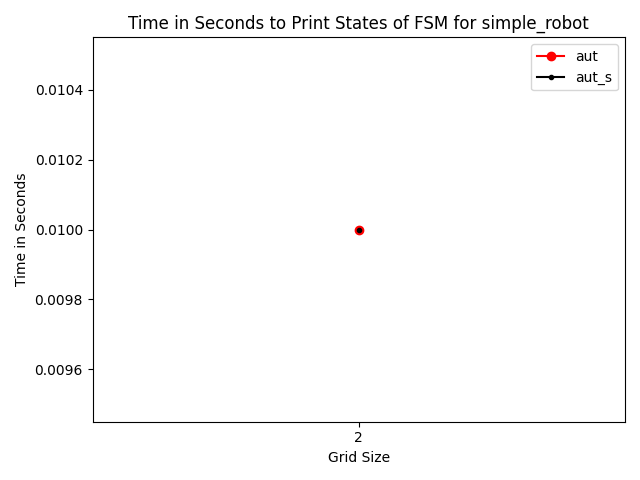 Time in Seconds to Print States of FSM for simple_robot
aut
aut_s
0.0104
0.0102
0.0100
0.0098
0.0096
Time in Seconds
2
Grid Size